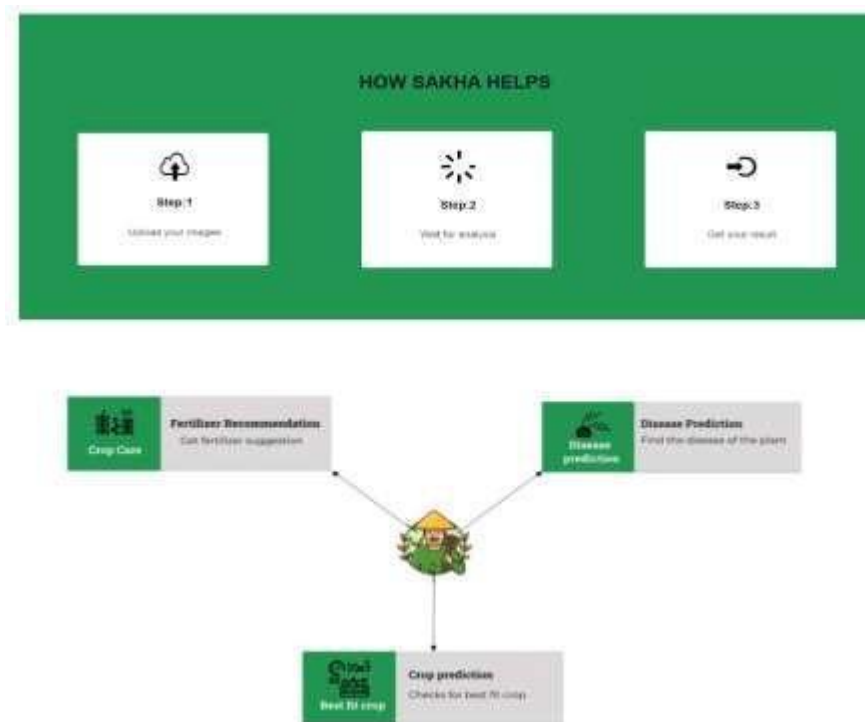 HOW SAKHA HELPS
Step:1
Upload your images
Step.2
Wait for analysis
Step.3
Get your result
Crop Care
Fertilizer Recommendation
Get fertilizer suggestion
Disease
prediction
Disease Prediction
Find the disease of the plant
Best fit crop
Crop prediction
Checks for best fit crop